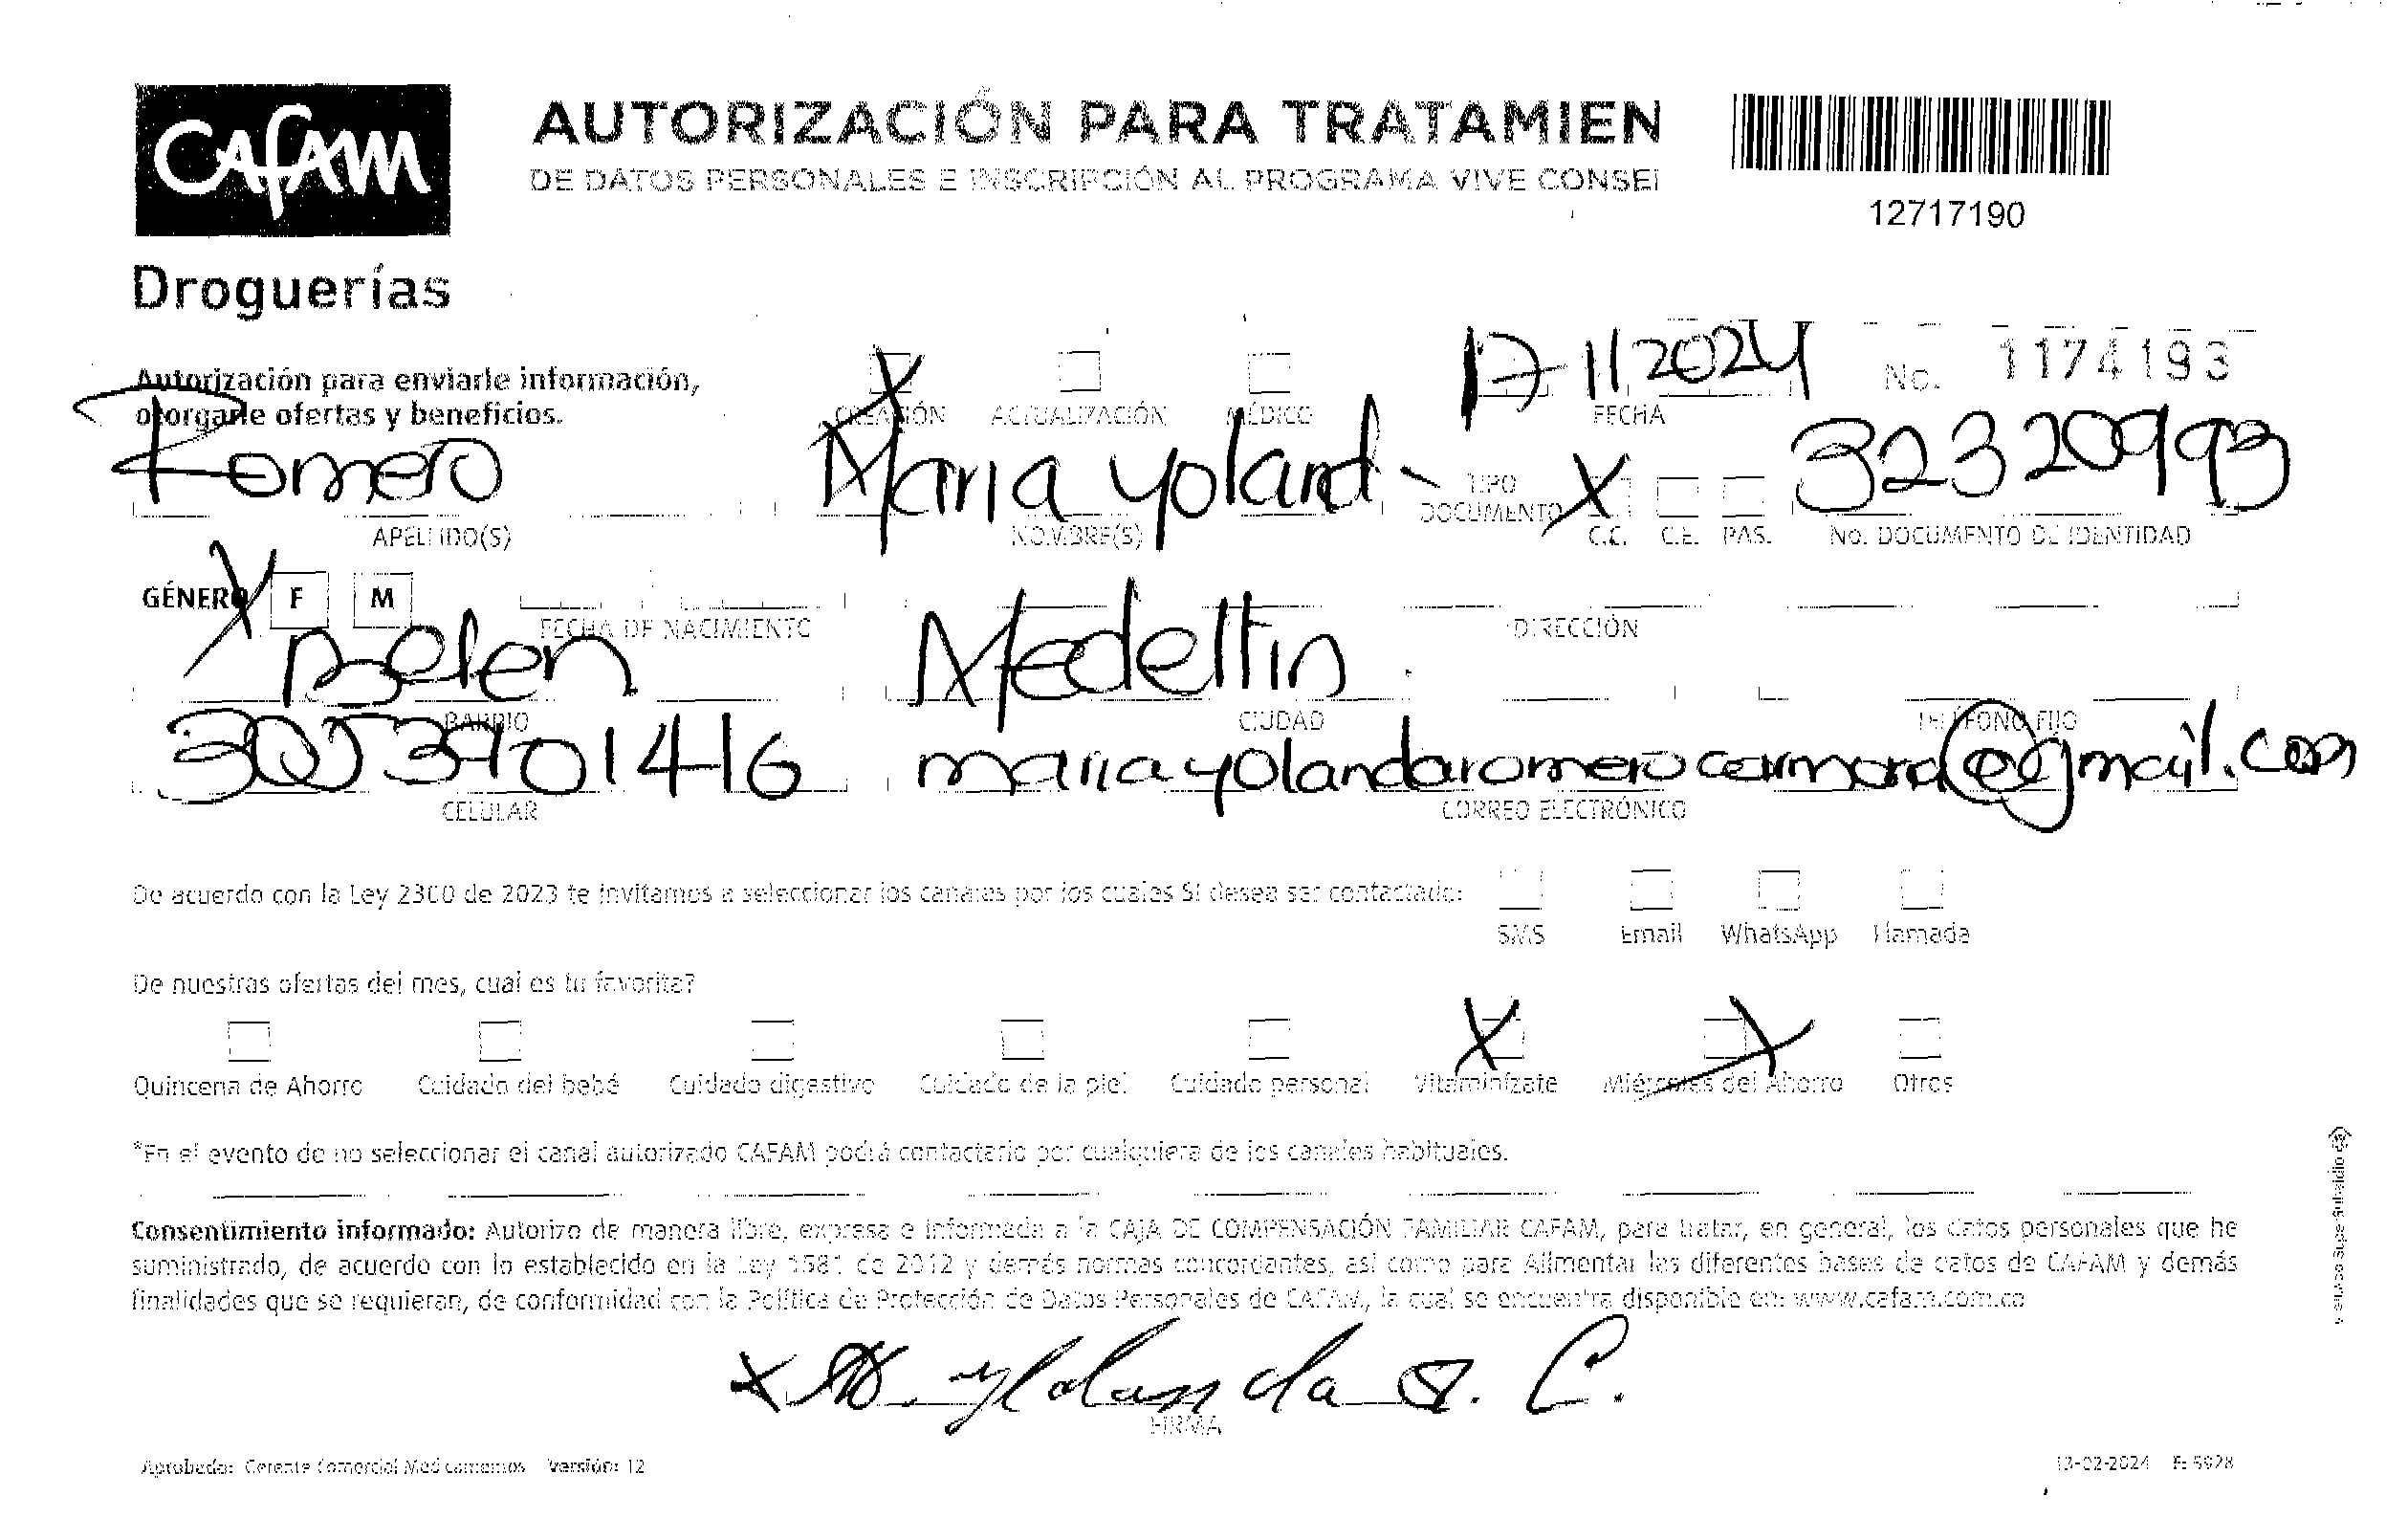 CAFAM
AUTORIZACIÓN PARA TRATAMIEN
DE DATOS PERSONALES E INSCRIPCIÓN AL PROGRAMA VIVE CONSEI
12717190
Droguerías
Autorización para enviarle información,
otorgarle ofertas y beneficios.
X CREACIÓN ACTUALIZACIÓN MÉDICO
17 11 2024
FECHA
No. 1174193
Romero
APELLIDO(S)
Maria yoland
NOMBRE(S)
TIPO
DOCUMENTO
X C.C. C.E. PAS.
32320993
No. DOCUMENTO DE IDENTIDAD
GÉNERO X F M
FECHA DE NACIMIENTO
DIRECCIÓN
Belen
BARRIO
Medellin
CIUDAD
TELÉFONO FIJO
CELULAR
mariayolandaromerocarmona@gmail.com
CORREO ELECTRÓNICO
De acuerdo con la Ley 2300 de 2023 te invitamos a seleccionar los canales por los cuales SI desea ser contactado:
SMS Email WhatsApp Llamada
De nuestras ofertas del mes, cual es tu favorita?
X X
Quincena de Ahorro Cuidado del bebé Cuidado digestivo Cuidado de la piel Cuidado personal Vitaminízate Miércoles del Ahorro Otros
*En el evento de no seleccionar el canal autorizado CAFAM podrá contactarlo por cualquiera de los canales habituales.
Consentimiento informado: Autorizo de manera libre, expresa e informada a la CAJA DE COMPENSACIÓN FAMILIAR CAFAM, para tratar, en general, los datos personales que he
suministrado, de acuerdo con lo establecido en la Ley 1581 de 2012 y demás normas concordantes, así como para Alimentar las diferentes bases de datos de CAFAM y demás
finalidades que se requieran, de conformidad con la Política de Protección de Datos Personales de CAFAM, la cual se encuentra disponible en: www.cafam.com.co
x M. yolanda R. C.
FIRMA
Aprobado: Gerente Comercial Medicamentos Versión: 12
13-02-2024 F: 5928